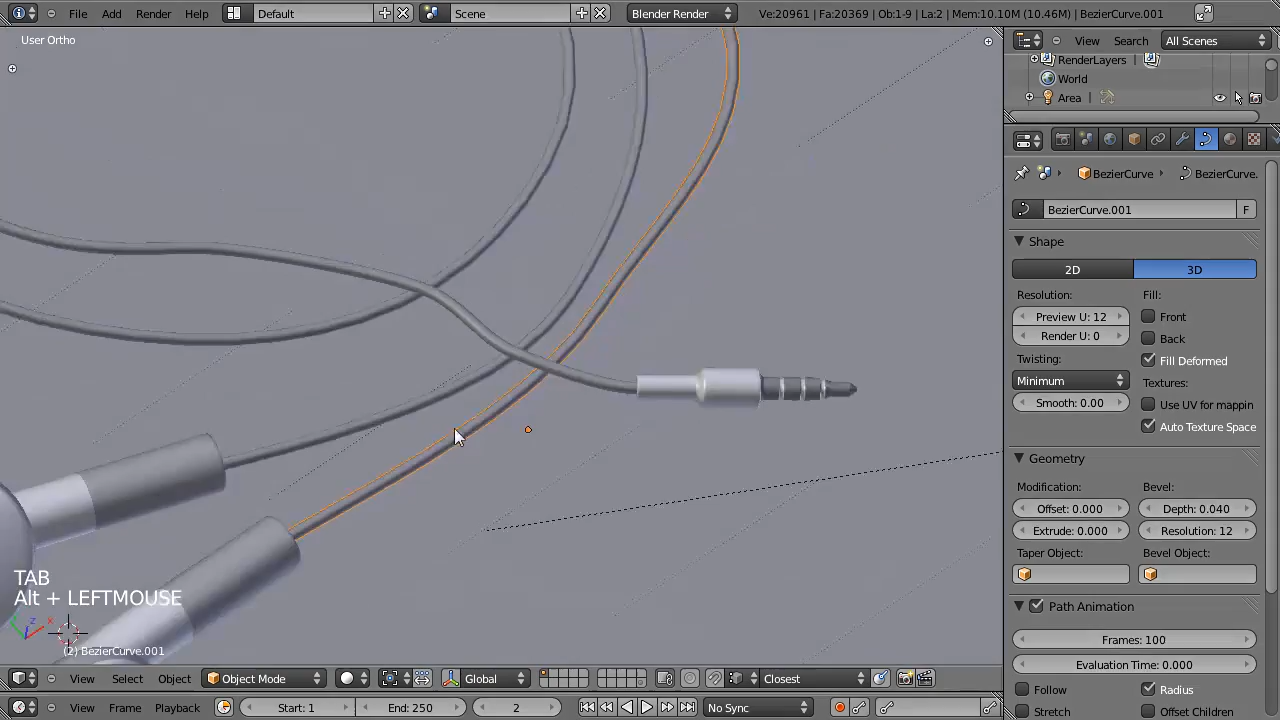 File Add Render Help Default Scene Blender Render Ve:20961 | Fa:20369 | Ob:1-9 | La:2 | Mem:10.10M (10.46M) | BezierCurve.001
User Ortho
View Search All Scenes
RenderLayers |
World
Area |
BezierCurve BezierCurve.
BezierCurve.001 F
Shape
2D 3D
Resolution: Fill:
Preview U: 12 Front
Render U: 0 Back
Twisting: Fill Deformed
Minimum Textures:
Smooth: 0.00 Use UV for mappin
Auto Texture Space
Geometry
Modification: Bevel:
Offset: 0.000 Depth: 0.040
Extrude: 0.000 Resolution: 12
Taper Object: Bevel Object:
Path Animation
Frames: 100
Evaluation Time: 0.000
Follow Radius
Stretch Offset Children
TAB
Alt + LEFTMOUSE
(2) BezierCurve.001
View Select Object Object Mode Global Closest
View Frame Playback Start: 1 End: 250 2 No Sync